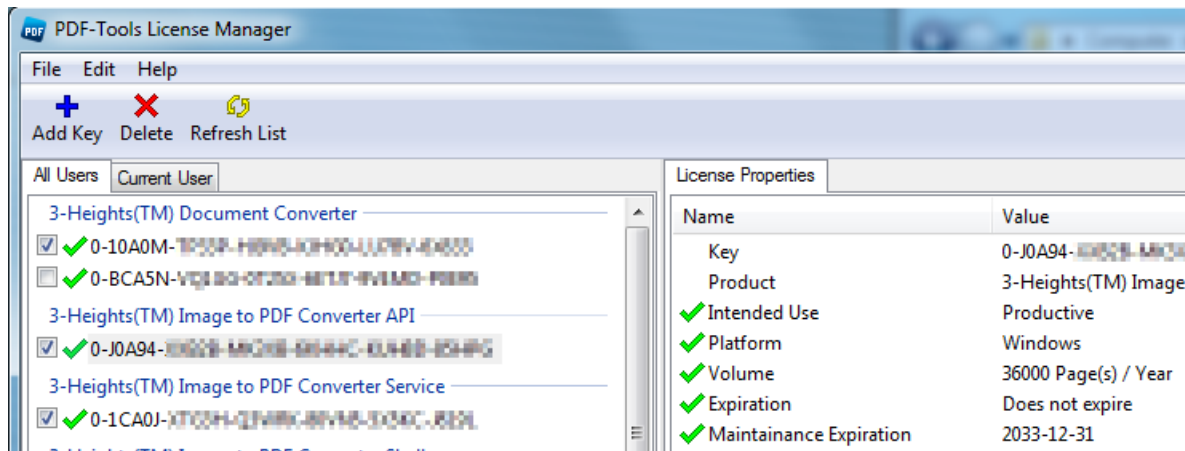 PDF
PDF-Tools License Manager
Computer
File Edit Help
Add Key Delete Refresh List
All Users Current User
3-Heights(TM) Document Converter
0-10A0M-
0-BCA5N-
3-Heights(TM) Image to PDF Converter API
0-J0A94-
3-Heights(TM) Image to PDF Converter Service
0-1CA0J-
License Properties
Name Value
Key 0-J0A94-
Product 3-Heights(TM) Image
Intended Use Productive
Platform Windows
Volume 36000 Page(s) / Year
Expiration Does not expire
Maintainance Expiration 2033-12-31